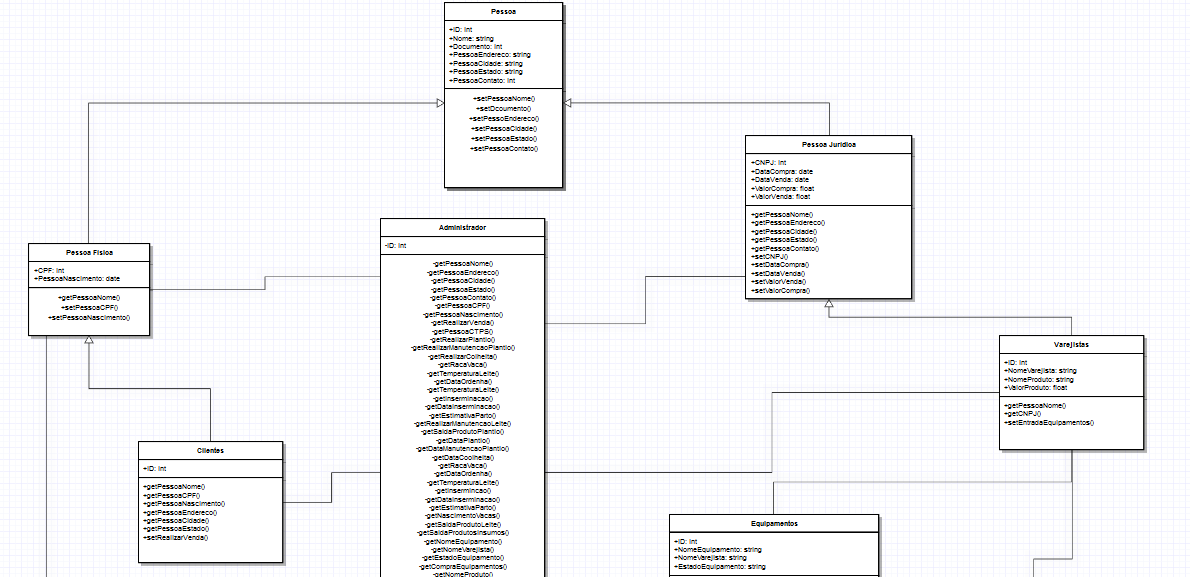 Pessoa
+ID: int
+Nome: string
+Documento: int
+PessoaEndereco: string
+PessoaCidade: string
+PessoaEstado: string
+PessoaContato: int
+setPessoaNome()
+setDcoumento()
+setPessoEndereco()
+setPessoaCidade()
+setPessoaEstado()
+setPessoaContato()
Pessoa Juridica
+CNPJ: int
+DataCompra: date
+DataVenda: date
+ValorCompra: float
+ValorVenda: float
+getPessoaNome()
+getPessoaEndereco()
+getPessoaCidade()
+getPessoaEstado()
+getPessoaContato()
+setCNPJ()
+setDataCompra()
+setDataVenda()
+setValorVenda()
+setValorCompra()
Pessoa Fisica
+CPF: int
+PessoaNascimento: date
+getPessoaNome()
+setPessoaCPF()
+setPessoaNascimento()
Administrador
-ID: int
-getPessoaNome()
-getPessoaEndereco()
-getPessoaCidade()
-getPessoaEstado()
-getPessoaContato()
-getPessoaCPF()
-getPessoaNascimento()
-getRealizarVenda()
-getPessoaCTPS()
-getRealizarPlantio()
-getRealizarManutencaoPlantio()
-getRealizarColheita()
-getRacaVaca()
-getTemperaturaLeite()
-getDataOrdenha()
-getTemperaturaLeite()
-getInserminacao()
-getDataInserminacao()
-getEstimativaParto()
-getRealizarManutencaoLeite()
-getSaidaProdutoPlantio()
-getDataPlantio()
-getDataManutencaoPlantio()
-getDataCoolheita()
-getRacaVaca()
-getDataOrdenha()
-getTemperaturaLeite()
-getInsermincao()
-getDataInserminacao()
-getEstimativaParto()
-getNascimentoVacas()
-getSaidaProdutoLeite()
-getSaidaProdutosInsumos()
-getNomeEquipamento()
-getNomeVarejista()
-getEstadoEquipamento()
-getCompraEquipamentos()
-getNomeProduto()
Varejistas
+ID: int
+NomeVarejista: string
+NomeProduto: string
+ValorProduto: float
+getPessoaNome()
+getCNPJ()
+setEntradaEquipamentos()
Clientes
+ID: int
+getPessoaNome()
+getPessoaCPF()
+getPessoaNascimento()
+getPessoaEndereco()
+getPessoaCidade()
+getPessoaEstado()
+setRealizarVenda()
Equipamentos
+ID: int
+NomeEquipamento: string
+NomeVarejista: string
+EstadoEquipamento: string